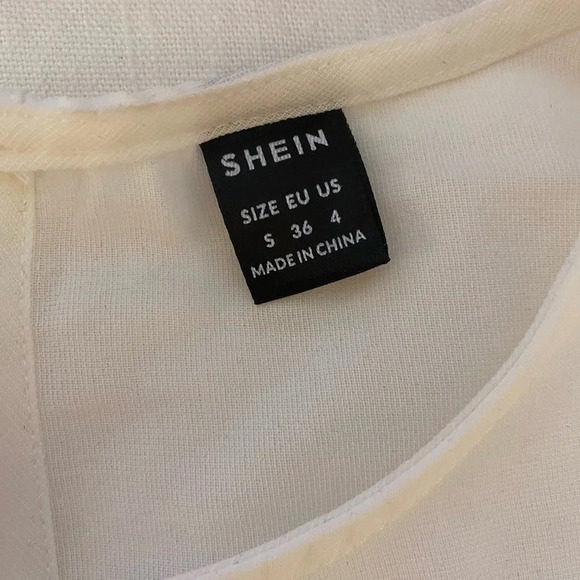 SHEIN
SIZE EU US
S 36 4
MADE IN CHINA